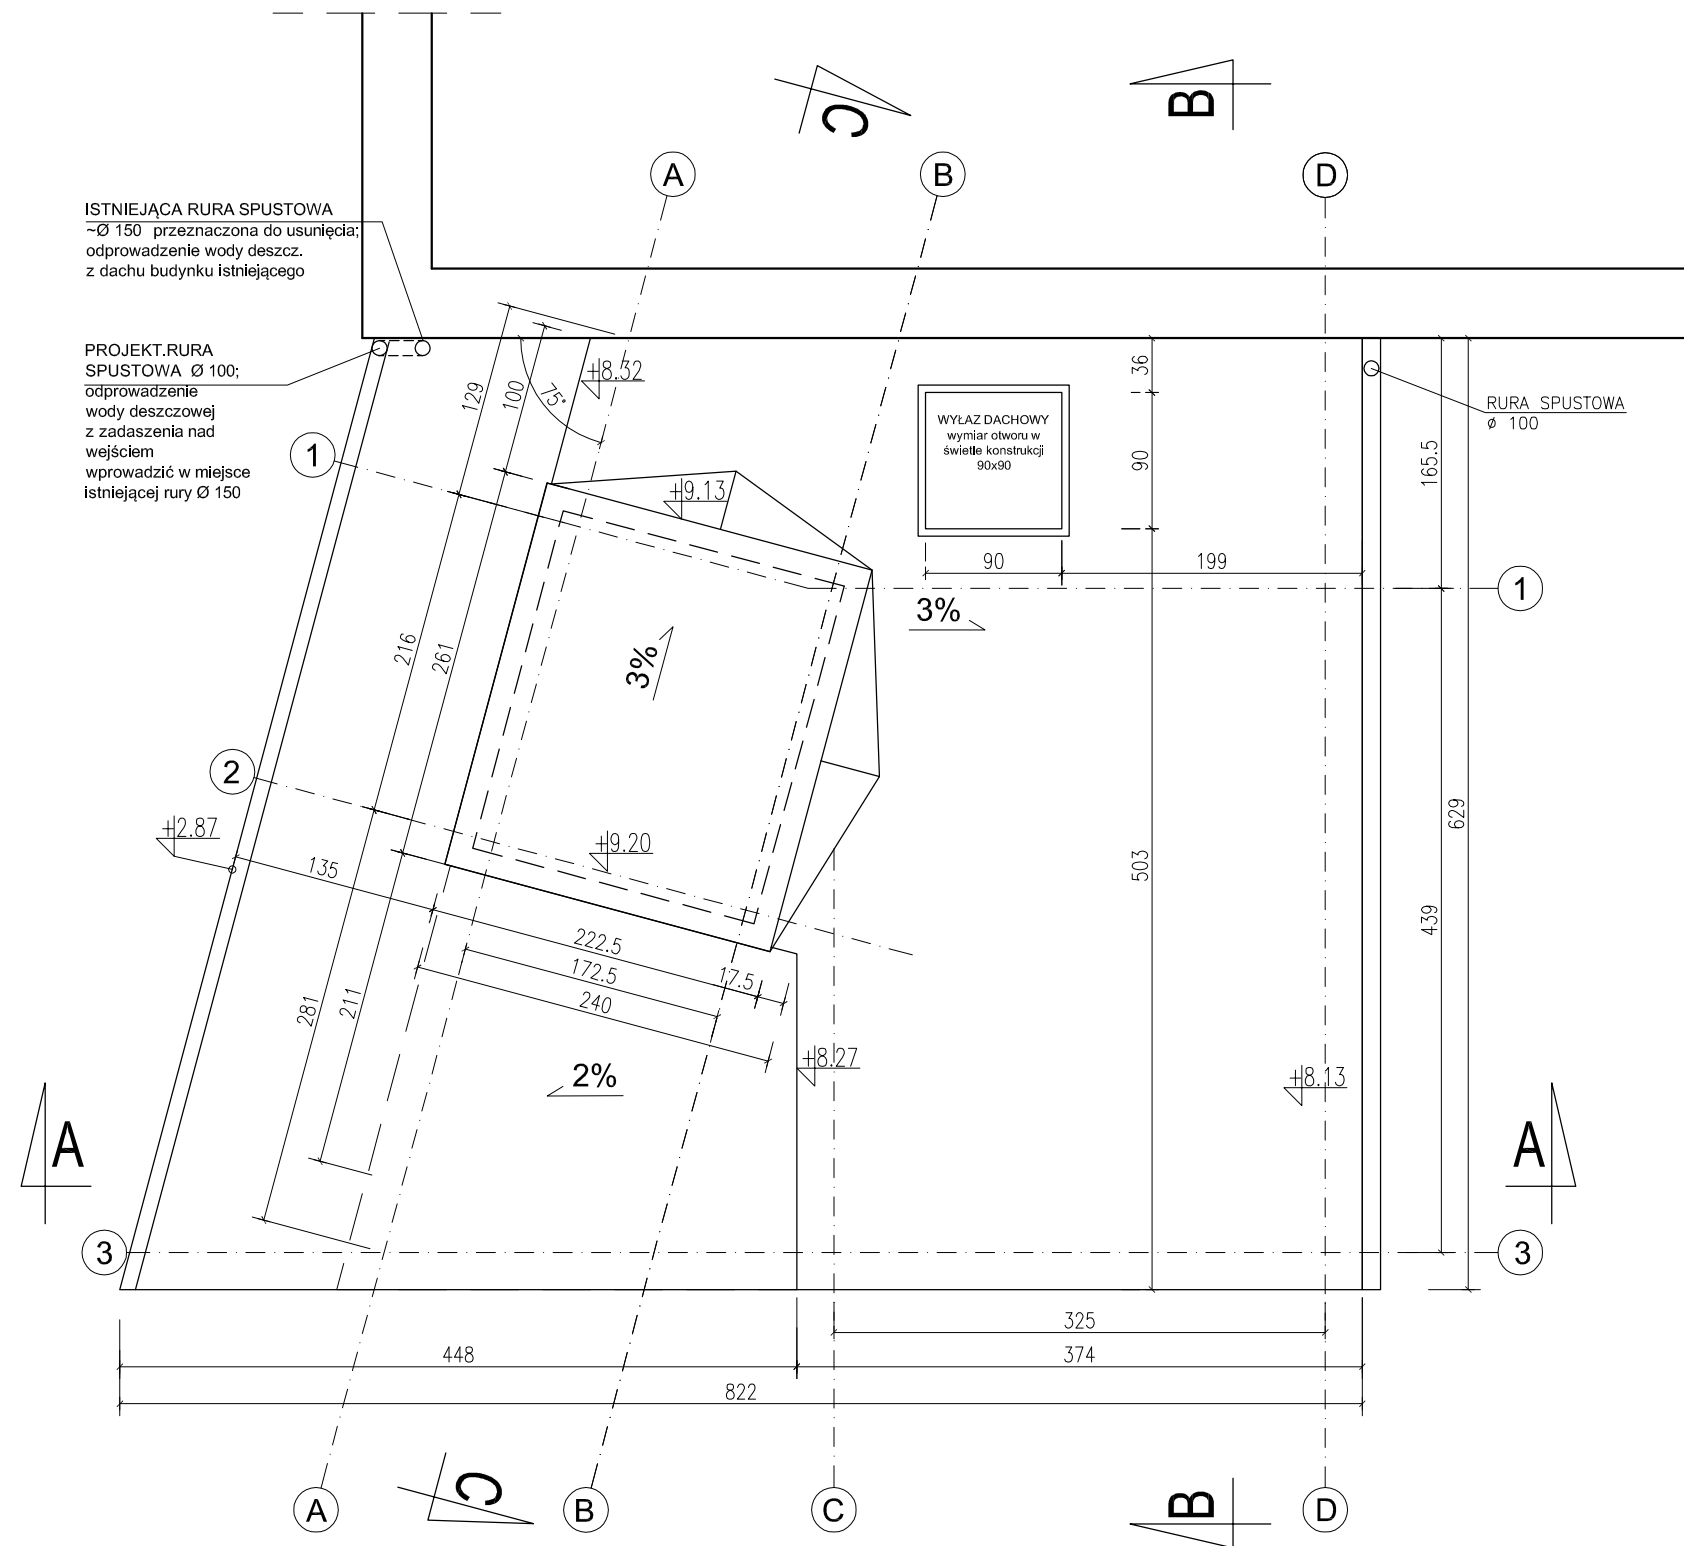 C
B
A
B
D
ISTNIEJĄCA RURA SPUSTOWA
~Ø 150 przeznaczona do usunięcia;
odprowadzenie wody deszcz.
z dachu budynku istniejącego
PROJEKT.RURA
SPUSTOWA Ø 100;
odprowadzenie
wody deszczowej
z zadaszenia nad
wejściem
wprowadzić w miejsce
istniejącej rury Ø 150
129
100
75°
+8.32
36
WYŁAZ DACHOWY
wymiar otworu w
świetle konstrukcji
90x90
90
165.5
RURA SPUSTOWA
ø 100
1
+9.13
90
199
1
3%
216
261
3%
2
629
+2.87
135
+9.20
503
439
222.5
172.5
17.5
240
281
211
+8.27
2%
+8.13
A
A
3
3
325
448
374
822
C
B
A
B
C
D